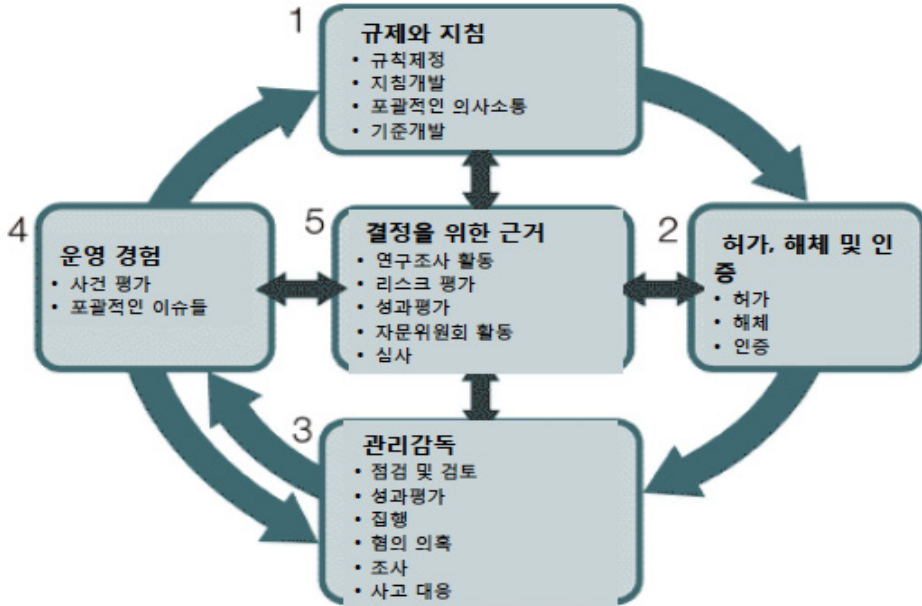 1
규제와 지침
• 규칙제정
• 지침개발
• 포괄적인 의사소통
• 기준개발
4
운영 경험
• 사건 평가
• 포괄적인 이슈들
5
결정을 위한 근거
• 연구조사 활동
• 리스크 평가
• 성과평가
• 자문위원회 활동
• 심사
2
허가, 해체 및 인
증
• 허가
• 해체
• 인증
3
관리감독
• 점검 및 검토
• 성과평가
• 집행
• 혐의 의혹
• 조사
• 사고 대응